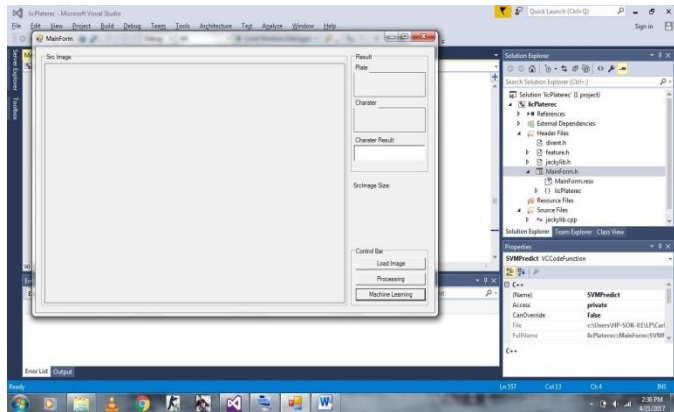 licPlaterec - Microsoft Visual Studio
Quick Launch (Ctrl+Q)
File Edit View Project Build Debug Team Tools Architecture Test Analyze Window Help
Sign in
MainForm
Server Explorer
Toolbox
Src Image
Result
Plate
Charater
Charater Result
SrcImage Size:
Control Bar
Load Image
Processing
Machine Learning
Solution Explorer
Search Solution Explorer (Ctrl+;)
Solution 'licPlaterec' (1 project)
licPlaterec
References
External Dependencies
Header Files
dirent.h
feature.h
jackylib.h
MainForm.h
MainForm.resx
{} licPlaterec
Resource Files
Source Files
jackylib.cpp
Solution Explorer Team Explorer Class View
Properties
SVMPredict VCCodeFunction
C++
(Name) SVMPredict
Access private
CanOverride False
File
FullName
C++
Error List Output
Ready
Ln 557 Col 13 Ch 4 INS
2:36 PM
4/21/2017